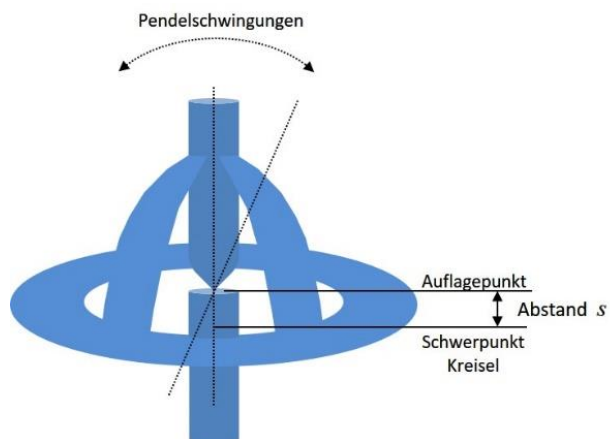 Pendelschwingungen
Auflagepunkt
Abstand s
Schwerpunkt
Kreisel